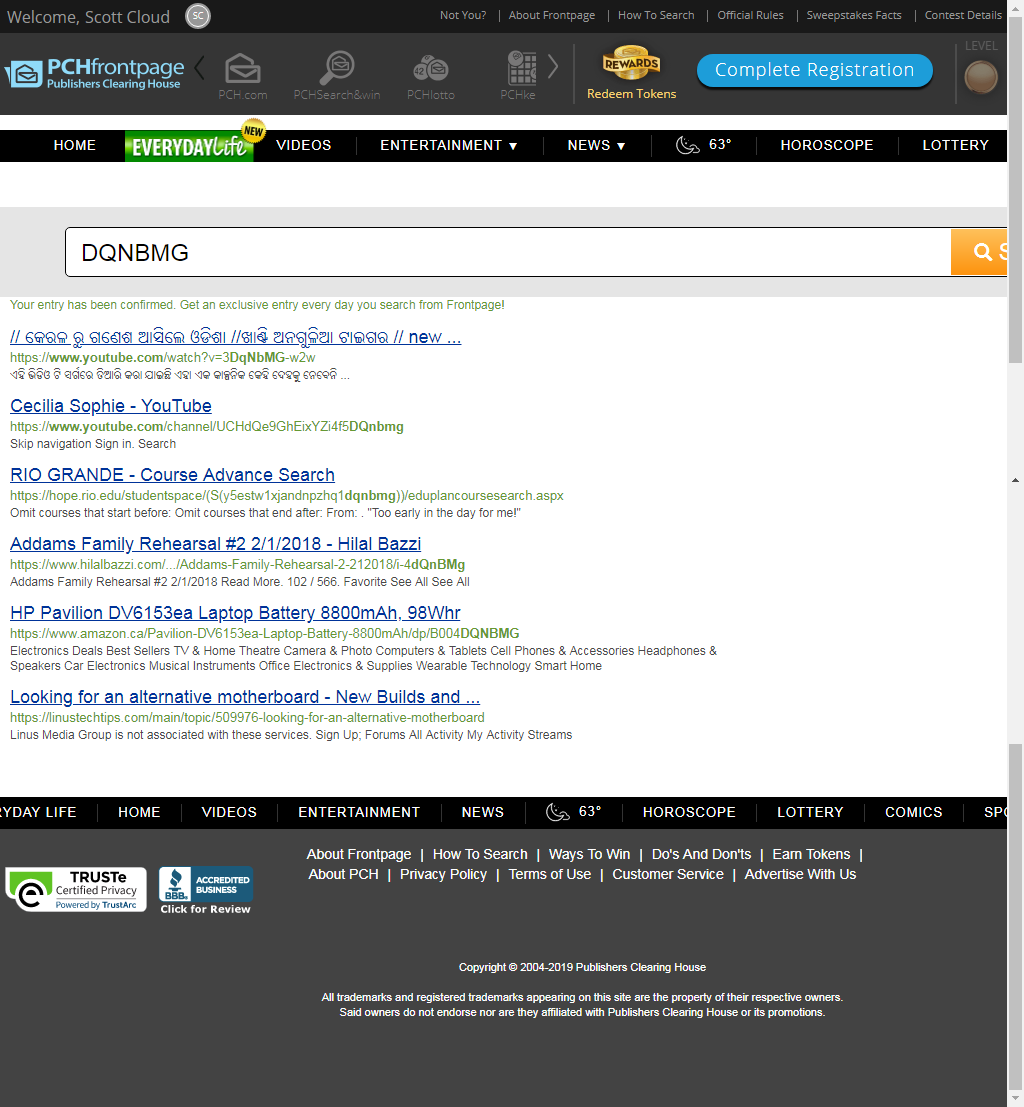 Welcome, Scott Cloud SC Not You? | About Frontpage | How To Search | Official Rules | Sweepstakes Facts | Contest Details
PCHfrontpage
Publishers Clearing House
PCH.com PCHSearch&win PCHlotto PCHke
42
REWARDS
Redeem Tokens
Complete Registration
LEVEL
NEW
HOME EVERYDAY Life VIDEOS ENTERTAINMENT ▼ NEWS ▼ 63° HOROSCOPE LOTTERY
DQNBMG S
Your entry has been confirmed. Get an exclusive entry every day you search from Frontpage!
// କେରଳ ରୁ ଗଣେଶ ଆସିଲେ ଓଡିଶା //ଖାଣ୍ଟି ଅନଗୁଳିଆ ଟାଇଗର // new ...
https://www.youtube.com/watch?v=3DqNbMG-w2w
ଏହି ଭିଡିଓ ଟି ସର୍ଗରେ ତିଆରି କରା ଯାଇଛି ଏହା ଏକ କାଳ୍ପନିକ କେହି ଦେହକୁ ନେବେନି ...
Cecilia Sophie - YouTube
https://www.youtube.com/channel/UCHdQe9GhEixYZi4f5DQnbmg
Skip navigation Sign in. Search
RIO GRANDE - Course Advance Search
https://hope.rio.edu/studentspace/(S(y5estw1xjandnpzhq1dqnbmg))/eduplancoursesearch.aspx
Omit courses that start before: Omit courses that end after: From: . "Too early in the day for me!"
Addams Family Rehearsal #2 2/1/2018 - Hilal Bazzi
https://www.hilalbazzi.com/.../Addams-Family-Rehearsal-2-212018/i-4dQnBMg
Addams Family Rehearsal #2 2/1/2018 Read More. 102 / 566. Favorite See All See All
HP Pavilion DV6153ea Laptop Battery 8800mAh, 98Whr
https://www.amazon.ca/Pavilion-DV6153ea-Laptop-Battery-8800mAh/dp/B004DQNBMG
Electronics Deals Best Sellers TV & Home Theatre Camera & Photo Computers & Tablets Cell Phones & Accessories Headphones &
Speakers Car Electronics Musical Instruments Office Electronics & Supplies Wearable Technology Smart Home
Looking for an alternative motherboard - New Builds and ...
https://linustechtips.com/main/topic/509976-looking-for-an-alternative-motherboard
Linus Media Group is not associated with these services. Sign Up; Forums All Activity My Activity Streams
RYDAY LIFE HOME VIDEOS ENTERTAINMENT NEWS 63° HOROSCOPE LOTTERY COMICS SPO
About Frontpage | How To Search | Ways To Win | Do's And Don'ts | Earn Tokens |
About PCH | Privacy Policy | Terms of Use | Customer Service | Advertise With Us
TRUSTe
Certified Privacy
Powered by TrustArc
BBB.
ACCREDITED
BUSINESS
Click for Review
Copyright © 2004-2019 Publishers Clearing House
All trademarks and registered trademarks appearing on this site are the property of their respective owners.
Said owners do not endorse nor are they affiliated with Publishers Clearing House or its promotions.